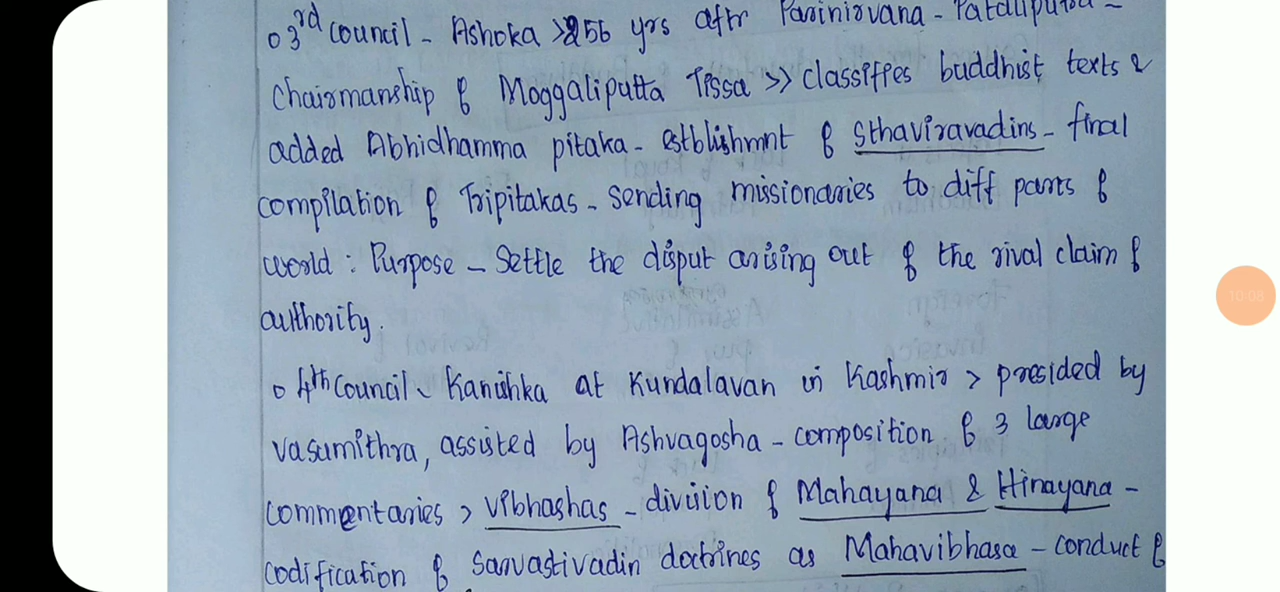 o 3rd council - Ashoka >256 yrs aftr Parinirvana - Pataliputra -
Chairmanship of Moggaliputta Tissa >> classifies buddhist texts &
added Abhidhamma pitaka - estblishmnt of Sthaviravadins - final
compilation of Tripitakas - sending missionaries to diff parts of
world : Purpose - Settle the disput arising out of the rival claim of
authority.
o 4th Council - Kanishka at Kundalavan in Kashmir > presided by
Vasumithra, assisted by Ashvagosha - composition of 3 large
commentaries > Vibhashas - division of Mahayana & Hinayana -
codification of Sarvastivadin doctrines as Mahavibhasa - conduct of
10:08